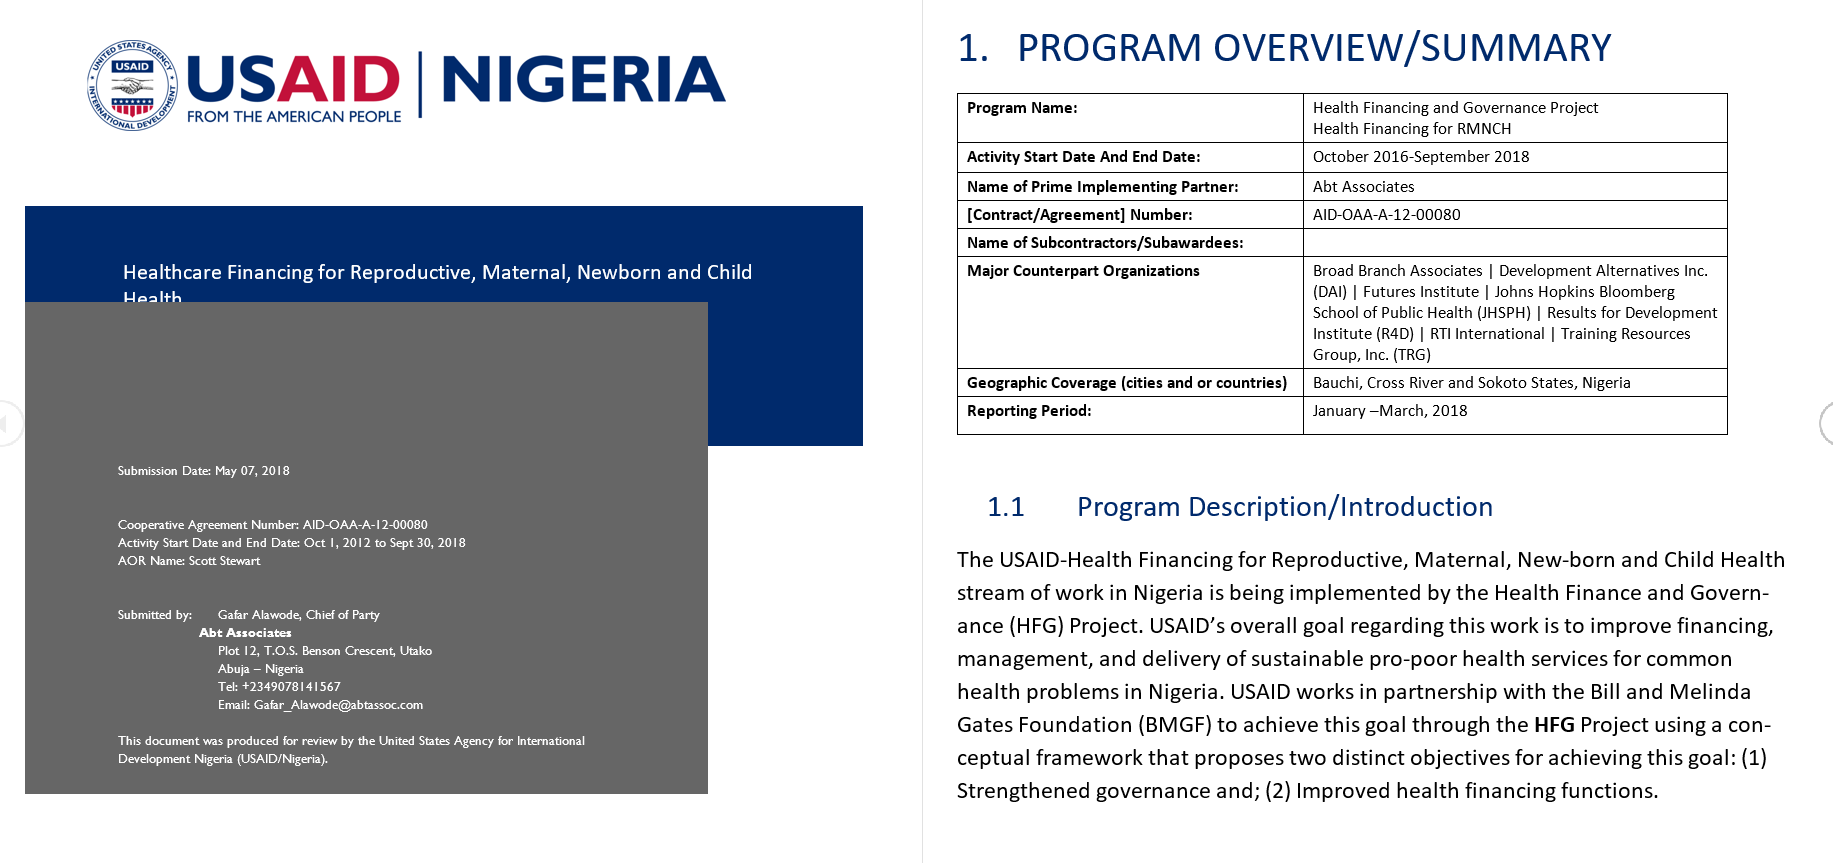 UNITED STATES AGENCY
USAID
INTERNATIONAL DEVELOPMENT
USAID | NIGERIA
FROM THE AMERICAN PEOPLE
Healthcare Financing for Reproductive, Maternal, Newborn and Child
Health
Submission Date: May 07, 2018
Cooperative Agreement Number: AID-OAA-A-12-00080
Activity Start Date and End Date: Oct 1, 2012 to Sept 30, 2018
AOR Name: Scott Stewart
Submitted by: Gafar Alawode, Chief of Party
Abt Associates
Plot 12, T.O.S. Benson Crescent, Utako
Abuja – Nigeria
Tel: +2349078141567
Email: Gafar_Alawode@abtassoc.com
This document was produced for review by the United States Agency for International
Development Nigeria (USAID/Nigeria).
1. PROGRAM OVERVIEW/SUMMARY
Program Name: Health Financing and Governance Project
Health Financing for RMNCH
Activity Start Date And End Date: October 2016-September 2018
Name of Prime Implementing Partner: Abt Associates
[Contract/Agreement] Number: AID-OAA-A-12-00080
Name of Subcontractors/Subawardees:
Major Counterpart Organizations Broad Branch Associates | Development Alternatives Inc.
(DAI) | Futures Institute | Johns Hopkins Bloomberg
School of Public Health (JHSPH) | Results for Development
Institute (R4D) | RTI International | Training Resources
Group, Inc. (TRG)
Geographic Coverage (cities and or countries) Bauchi, Cross River and Sokoto States, Nigeria
Reporting Period: January –March, 2018
1.1 Program Description/Introduction
The USAID-Health Financing for Reproductive, Maternal, New-born and Child Health
stream of work in Nigeria is being implemented by the Health Finance and Govern-
ance (HFG) Project. USAID’s overall goal regarding this work is to improve financing,
management, and delivery of sustainable pro-poor health services for common
health problems in Nigeria. USAID works in partnership with the Bill and Melinda
Gates Foundation (BMGF) to achieve this goal through the HFG Project using a con-
ceptual framework that proposes two distinct objectives for achieving this goal: (1)
Strengthened governance and; (2) Improved health financing functions.